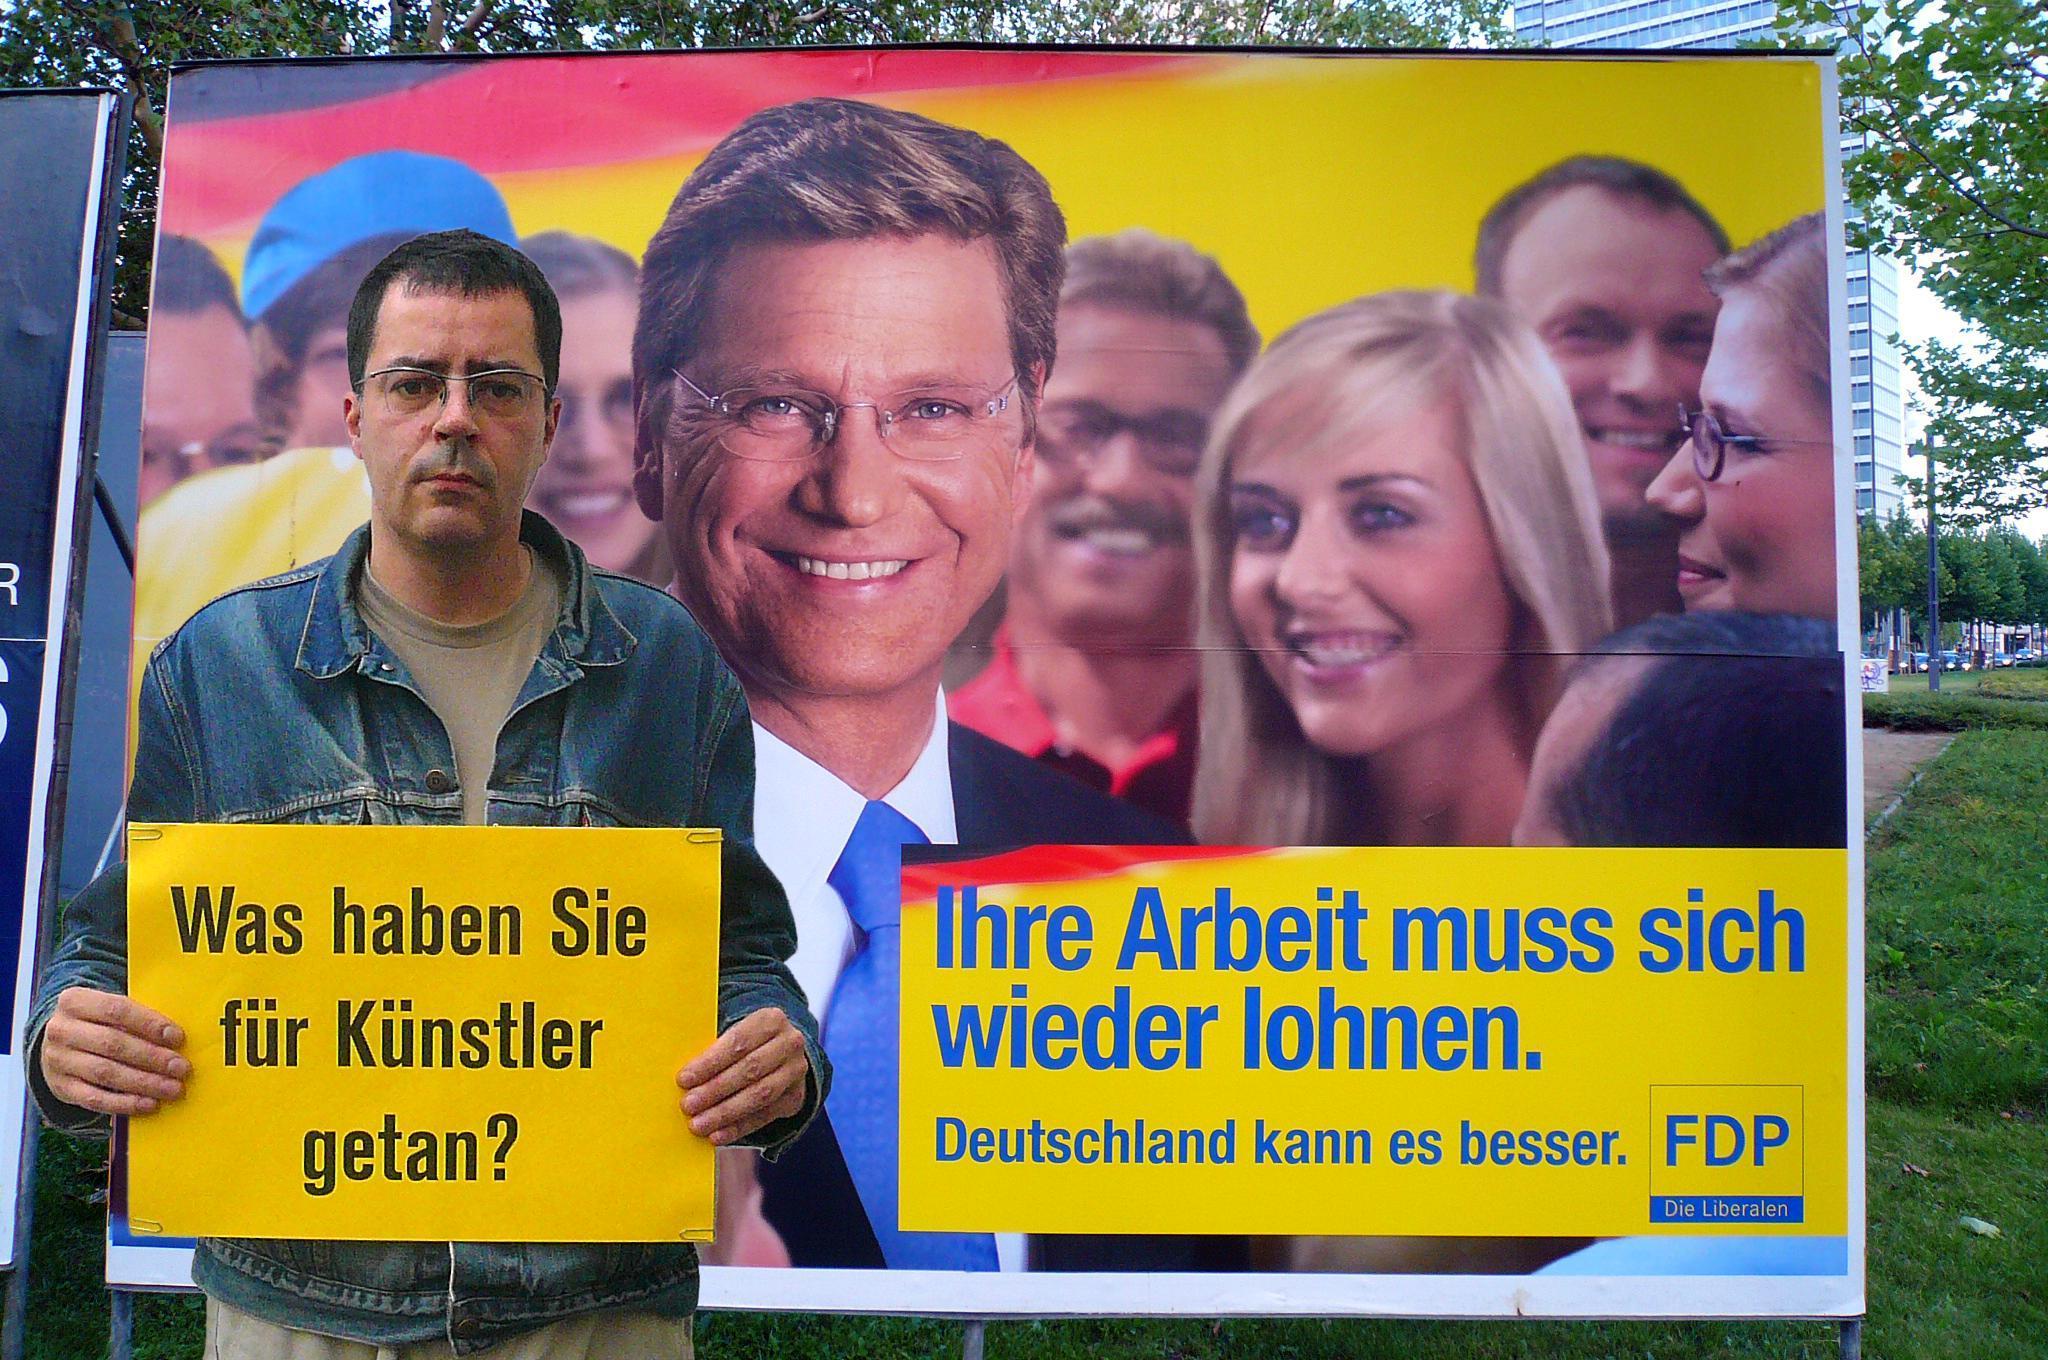 Was haben Sie
für Künstler
getan?
Ihre Arbeit muss sich
wieder lohnen.
Deutschland kann es besser.
FDP
Die Liberalen
R